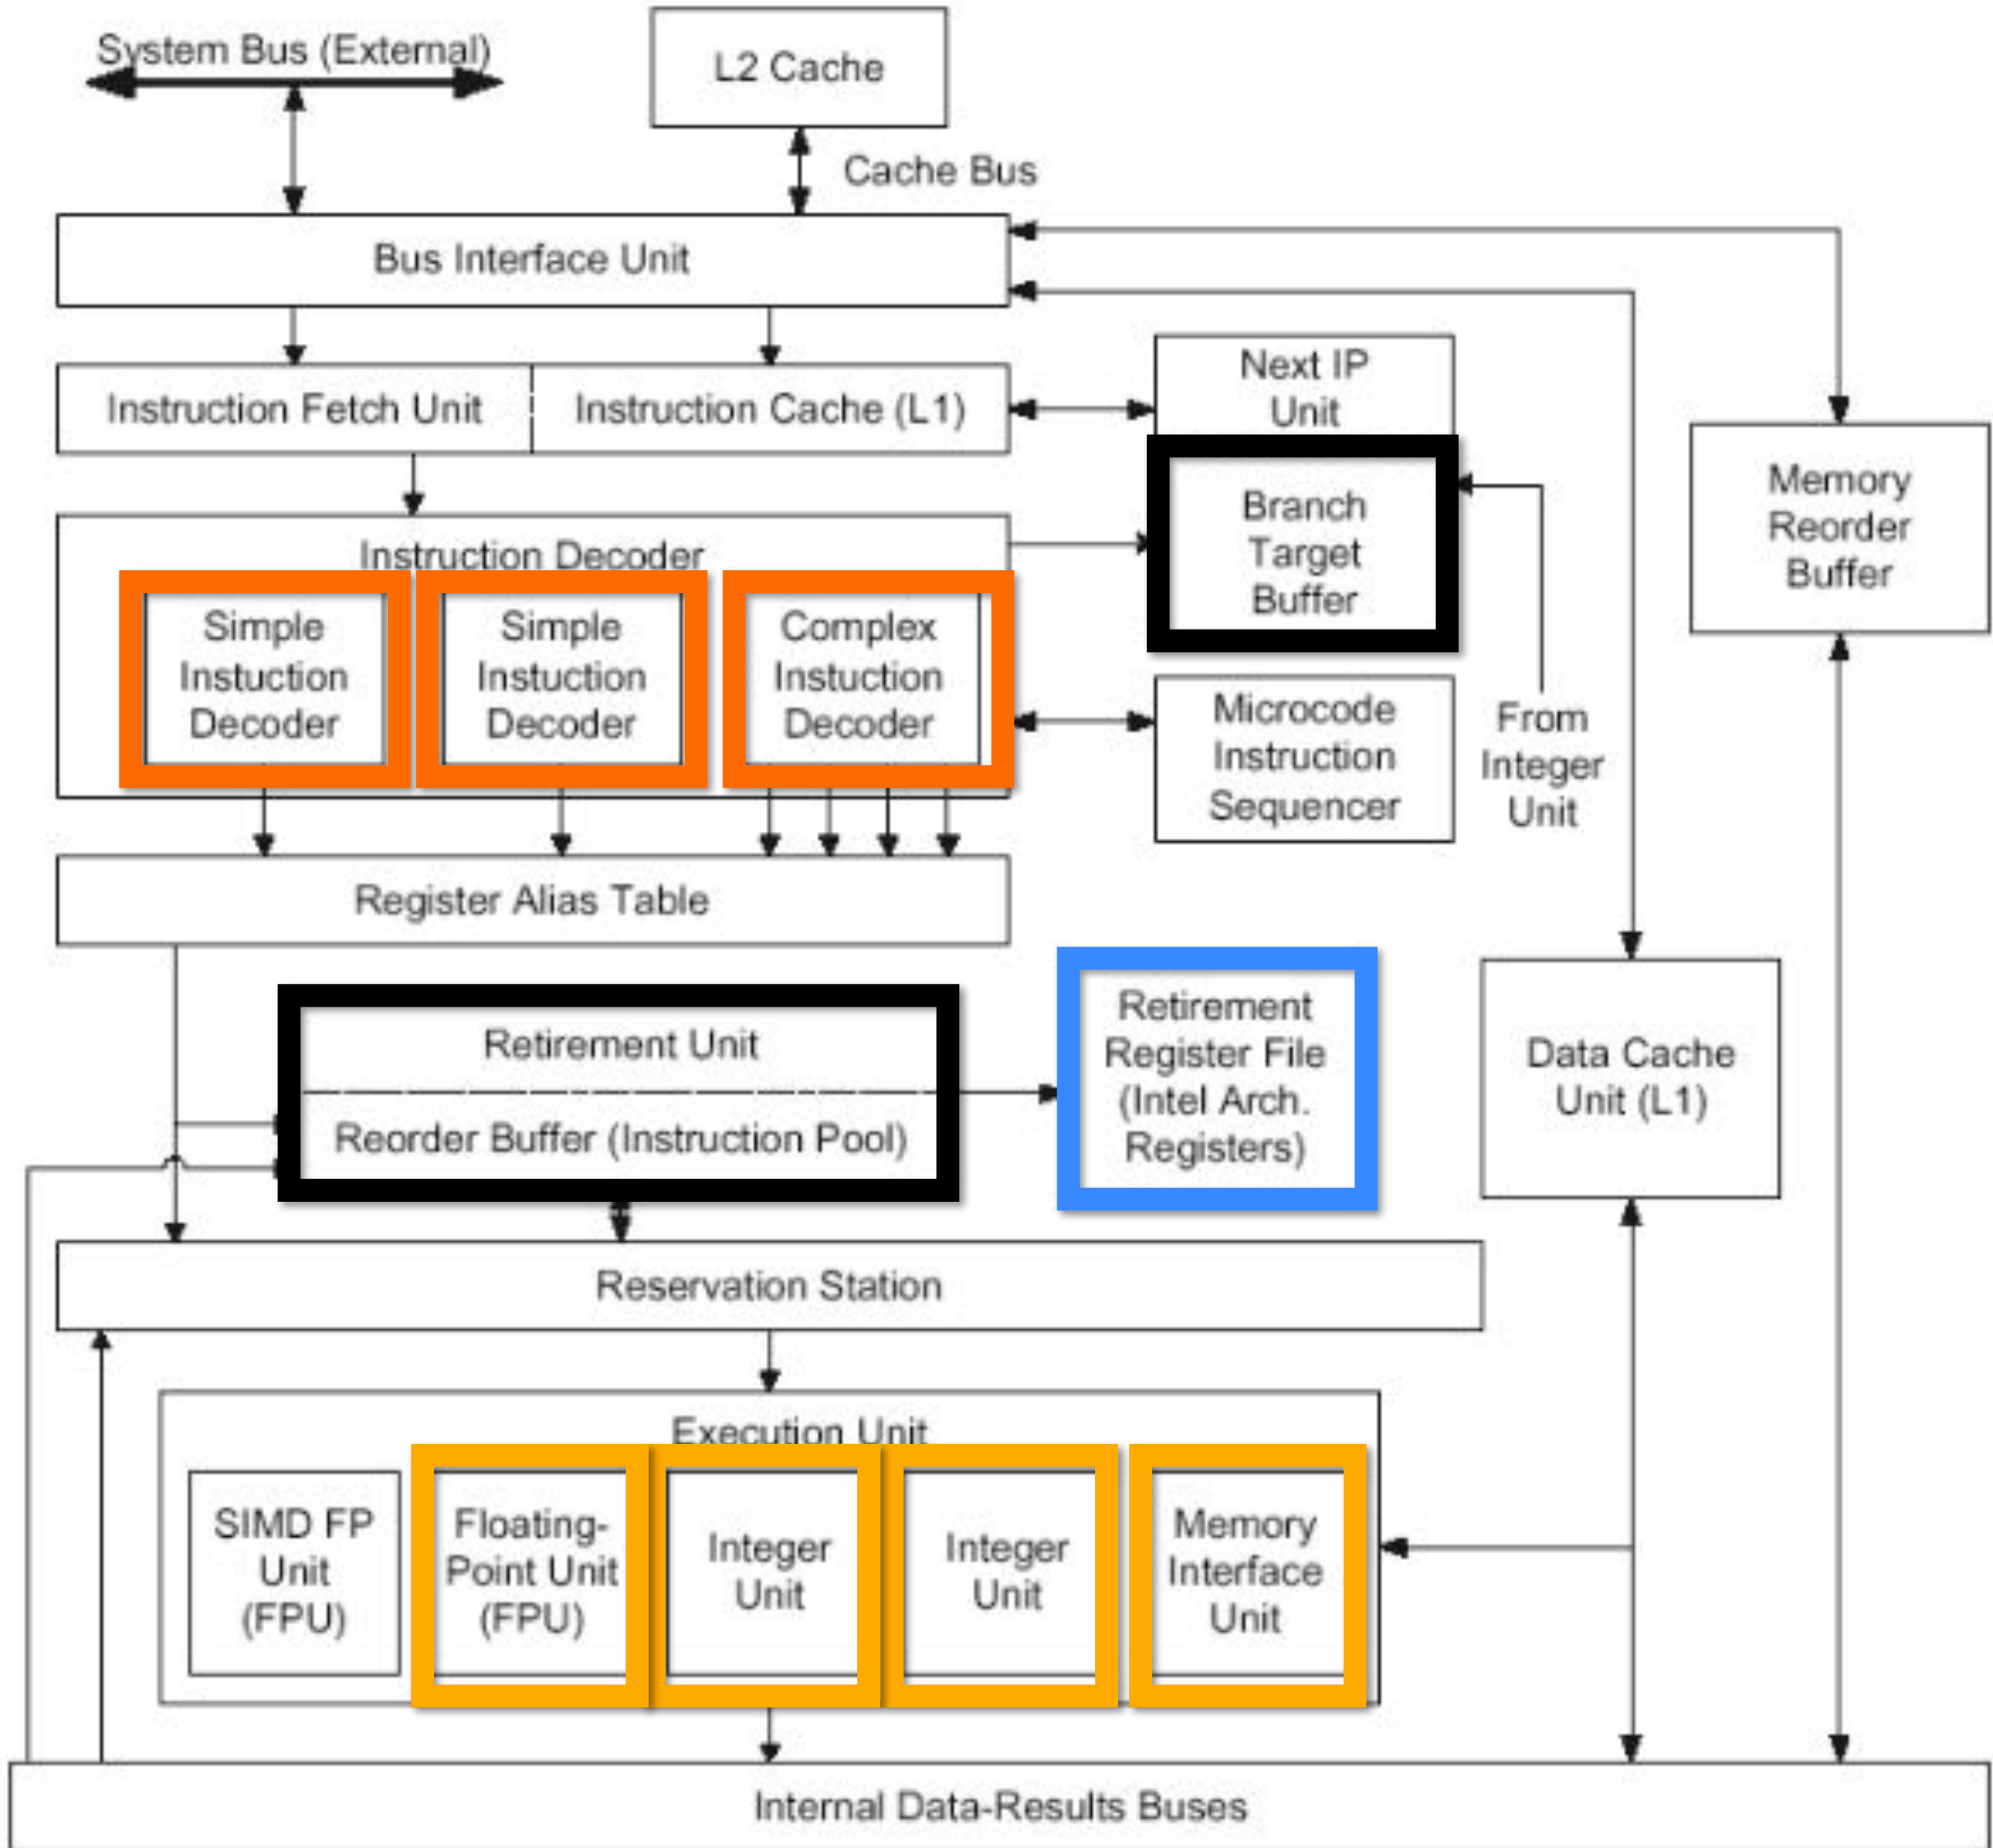 System Bus (External)
L2 Cache
Cache Bus
Bus Interface Unit
Instruction Fetch Unit
Instruction Cache (L1)
Next IP
Unit
Branch
Target
Buffer
Memory
Reorder
Buffer
Instruction Decoder
Simple
Instuction
Decoder
Simple
Instuction
Decoder
Complex
Instuction
Decoder
Microcode
Instruction
Sequencer
From
Integer
Unit
Register Alias Table
Retirement Unit
Reorder Buffer (Instruction Pool)
Retirement
Register File
(Intel Arch.
Registers)
Data Cache
Unit (L1)
Reservation Station
Execution Unit
SIMD FP
Unit
(FPU)
Floating-
Point Unit
(FPU)
Integer
Unit
Integer
Unit
Memory
Interface
Unit
Internal Data-Results Buses